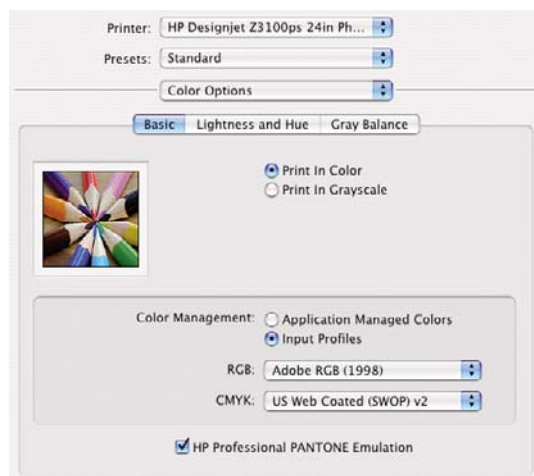 Printer: HP Designjet Z3100ps 24in Ph...
Presets: Standard
Color Options
Basic Lightness and Hue Gray Balance
Print In Color
Print In Grayscale
Color Management: Application Managed Colors
Input Profiles
RGB: Adobe RGB (1998)
CMYK: US Web Coated (SWOP) v2
HP Professional PANTONE Emulation